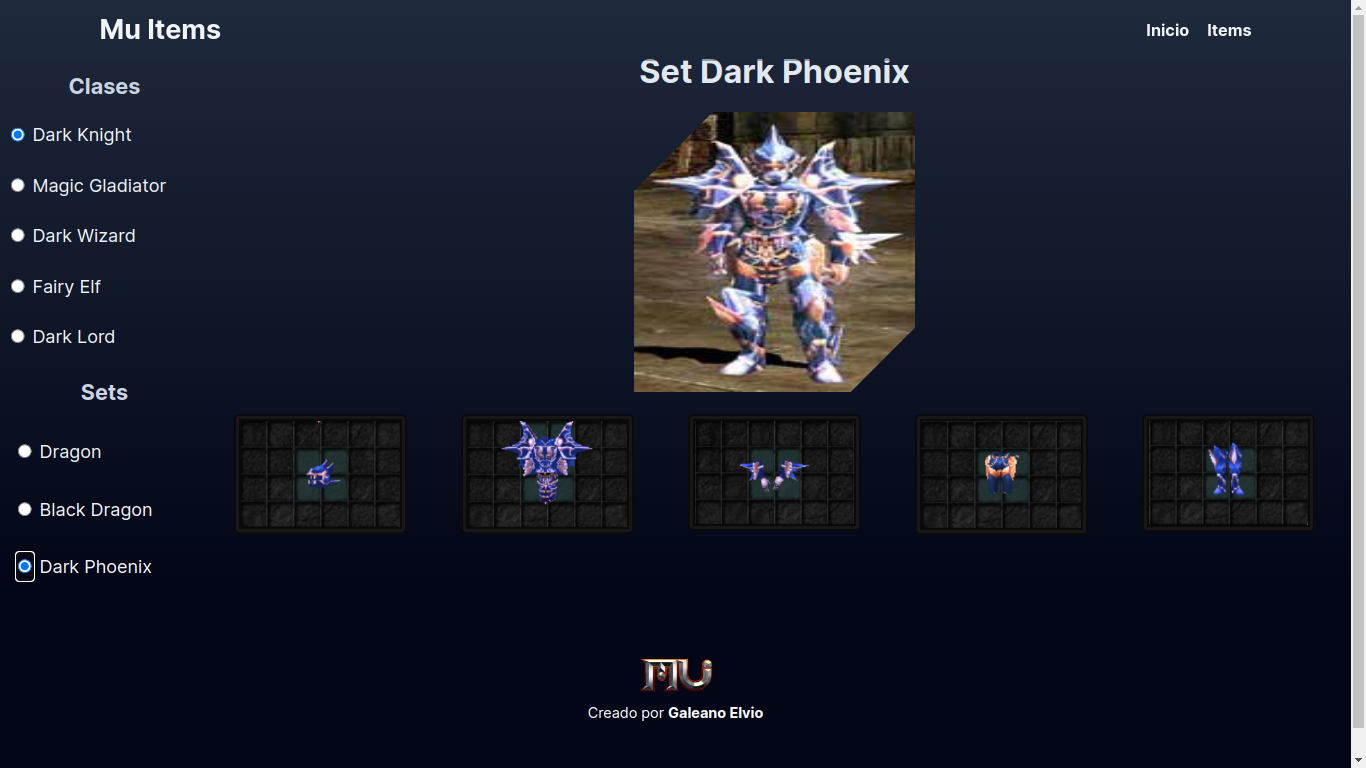 Mu Items
Inicio
Items
Clases
Dark Knight
Magic Gladiator
Dark Wizard
Fairy Elf
Dark Lord
Sets
Dragon
Black Dragon
Dark Phoenix
Set Dark Phoenix
MU
Creado por Galeano Elvio